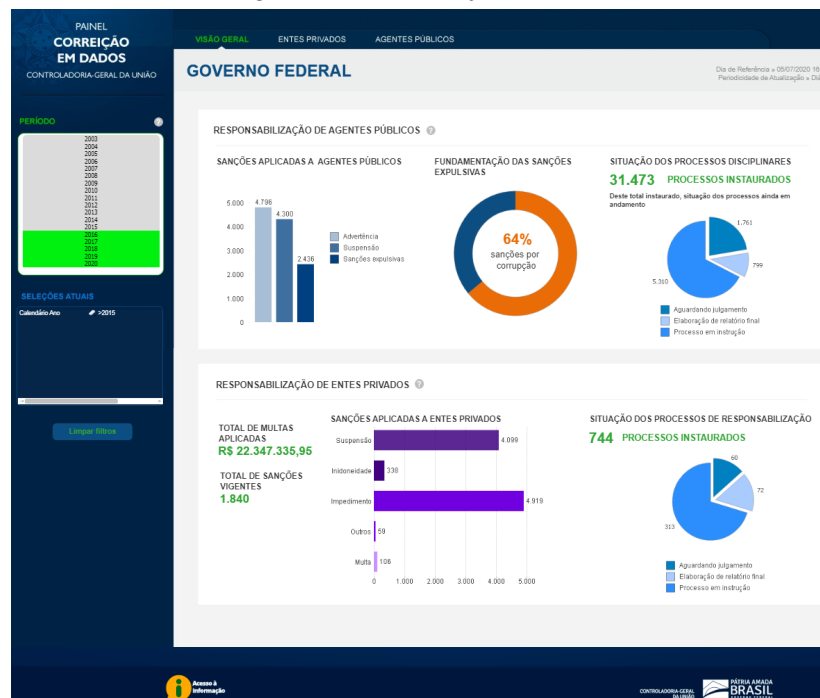 PAINEL
CORREIÇÃO
EM DADOS
CONTROLADORIA-GERAL DA UNIÃO
VISÃO GERAL
ENTES PRIVADOS
AGENTES PÚBLICOS
GOVERNO FEDERAL
Dia de Referência » 05/07/2020 16
Periodicidade de Atualização » Diá
PERÍODO
2003
2004
2005
2006
2007
2008
2009
2010
2011
2012
2013
2014
2015
2016
2017
2018
2019
2020
SELEÇÕES ATUAIS
Calendário Ano >2015
Limpar filtros
RESPONSABILIZAÇÃO DE AGENTES PÚBLICOS ?
SANÇÕES APLICADAS A AGENTES PÚBLICOS
5.000
4.000
3.000
2.000
1.000
0
4.796
4.300
2.436
Advertência
Suspensão
Sanções expulsivas
FUNDAMENTAÇÃO DAS SANÇÕES
EXPULSIVAS
64%
sanções por
corrupção
SITUAÇÃO DOS PROCESSOS DISCIPLINARES
31.473 PROCESSOS INSTAURADOS
Deste total instaurado, situação dos processos ainda em
andamento
1.761
799
5.310
Aguardando julgamento
Elaboração de relatório final
Processo em instrução
RESPONSABILIZAÇÃO DE ENTES PRIVADOS ?
TOTAL DE MULTAS
APLICADAS
R$ 22.347.335,95
TOTAL DE SANÇÕES
VIGENTES
1.840
SANÇÕES APLICADAS A ENTES PRIVADOS
Suspensão 4.099
Inidoneidade 338
Impedimento 4.919
Outros 59
Multa 106
0 1.000 2.000 3.000 4.000 5.000
SITUAÇÃO DOS PROCESSOS DE RESPONSABILIZAÇÃO
744 PROCESSOS INSTAURADOS
60
72
313
Aguardando julgamento
Elaboração de relatório final
Processo em instrução
Acesso à
Informação
CONTROLADORIA-GERAL
DA UNIÃO
PÁTRIA AMADA
BRASIL